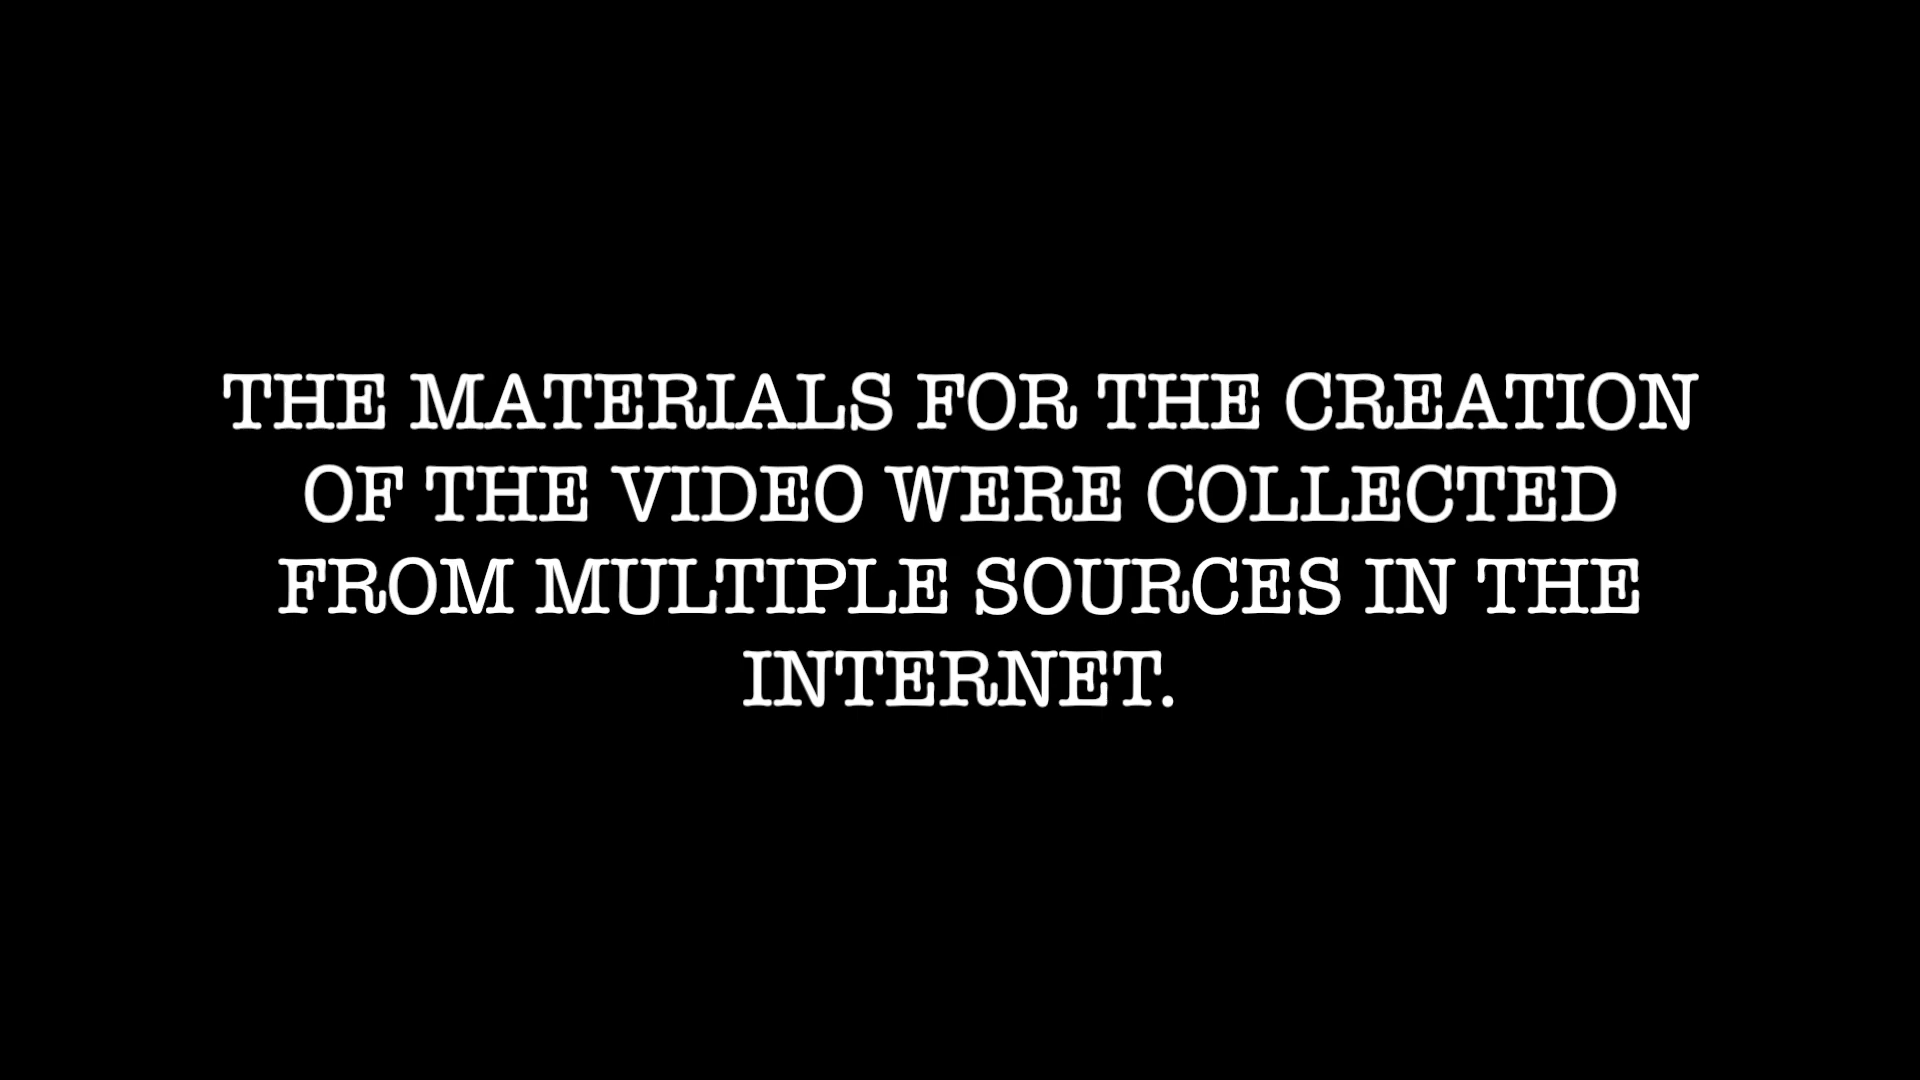 THE MATERIALS FOR THE CREATION
OF THE VIDEO WERE COLLECTED
FROM MULTIPLE SOURCES IN THE
INTERNET.